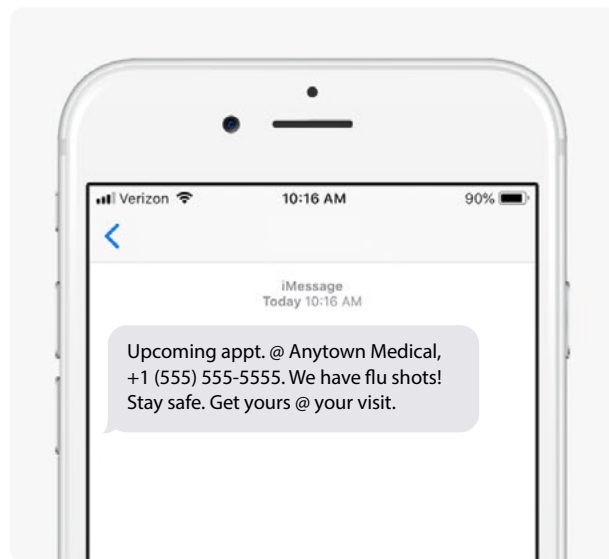 Verizon 10:16 AM 90%
iMessage
Today 10:16 AM
Upcoming appt. @ Anytown Medical,
+1 (555) 555-5555. We have flu shots!
Stay safe. Get yours @ your visit.